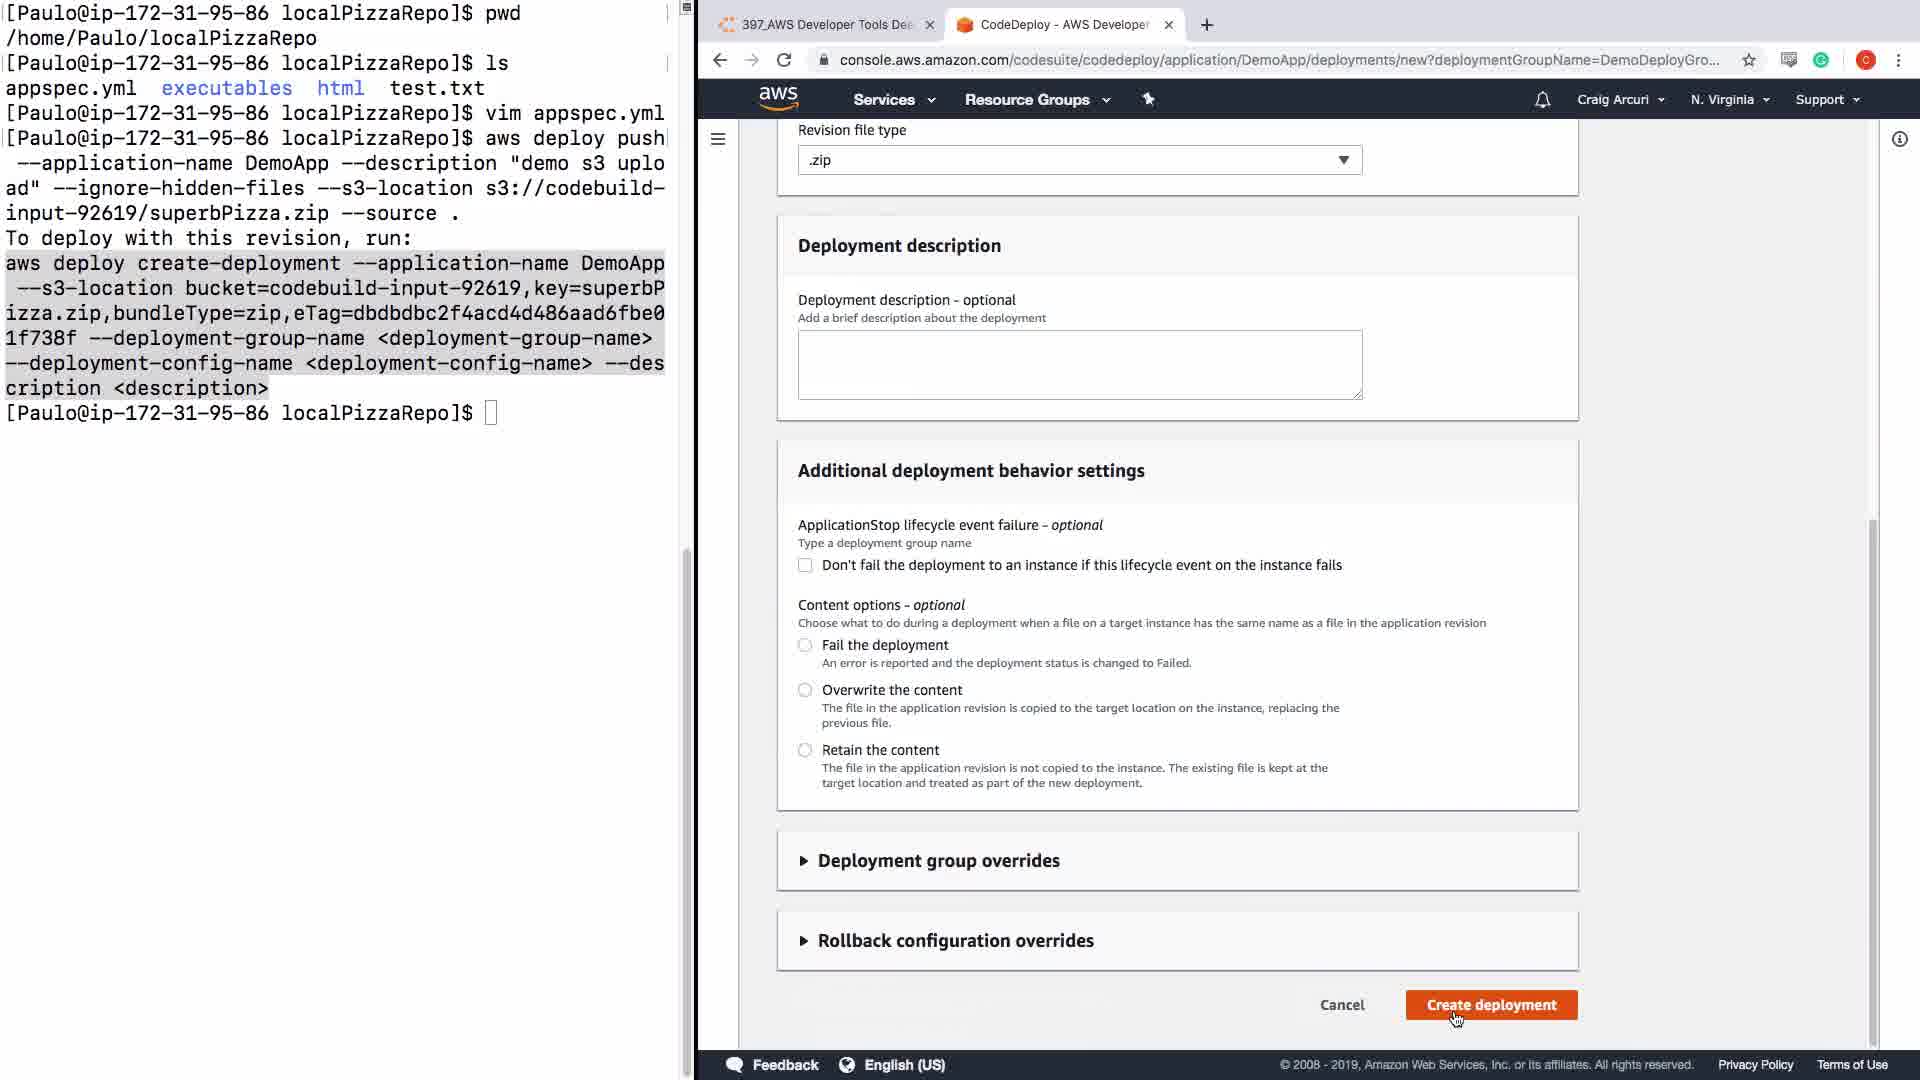 [Paulo@ip-172-31-95-86 localPizzaRepo]$ pwd
/home/Paulo/localPizzaRepo
[Paulo@ip-172-31-95-86 localPizzaRepo]$ ls
appspec.yml  executables  html  test.txt
[Paulo@ip-172-31-95-86 localPizzaRepo]$ vim appspec.yml
[Paulo@ip-172-31-95-86 localPizzaRepo]$ aws deploy push
 --application-name DemoApp --description "demo s3 uplo
ad" --ignore-hidden-files --s3-location s3://codebuild-
input-92619/superbPizza.zip --source .
To deploy with this revision, run:
aws deploy create-deployment --application-name DemoApp
 --s3-location bucket=codebuild-input-92619,key=superbP
izza.zip,bundleType=zip,eTag=dbdbdbc2f4acd4d486aad6fbe0
1f738f --deployment-group-name <deployment-group-name>
--deployment-config-name <deployment-config-name> --des
cription <description>
[Paulo@ip-172-31-95-86 localPizzaRepo]$
397_AWS Developer Tools Dee
CodeDeploy - AWS Developer
console.aws.amazon.com/codesuite/codedeploy/application/DemoApp/deployments/new?deploymentGroupName=DemoDeployGro...
C
aws
Services
Resource Groups
Craig Arcuri
N. Virginia
Support
Revision file type
.zip
Deployment description
Deployment description - optional
Add a brief description about the deployment
Additional deployment behavior settings
ApplicationStop lifecycle event failure - optional
Type a deployment group name
Don't fail the deployment to an instance if this lifecycle event on the instance fails
Content options - optional
Choose what to do during a deployment when a file on a target instance has the same name as a file in the application revision
Fail the deployment
An error is reported and the deployment status is changed to Failed.
Overwrite the content
The file in the application revision is copied to the target location on the instance, replacing the
previous file.
Retain the content
The file in the application revision is not copied to the instance. The existing file is kept at the
target location and treated as part of the new deployment.
Deployment group overrides
Rollback configuration overrides
Cancel
Create deployment
Feedback
English (US)
© 2008 - 2019, Amazon Web Services, Inc. or its affiliates. All rights reserved.
Privacy Policy
Terms of Use